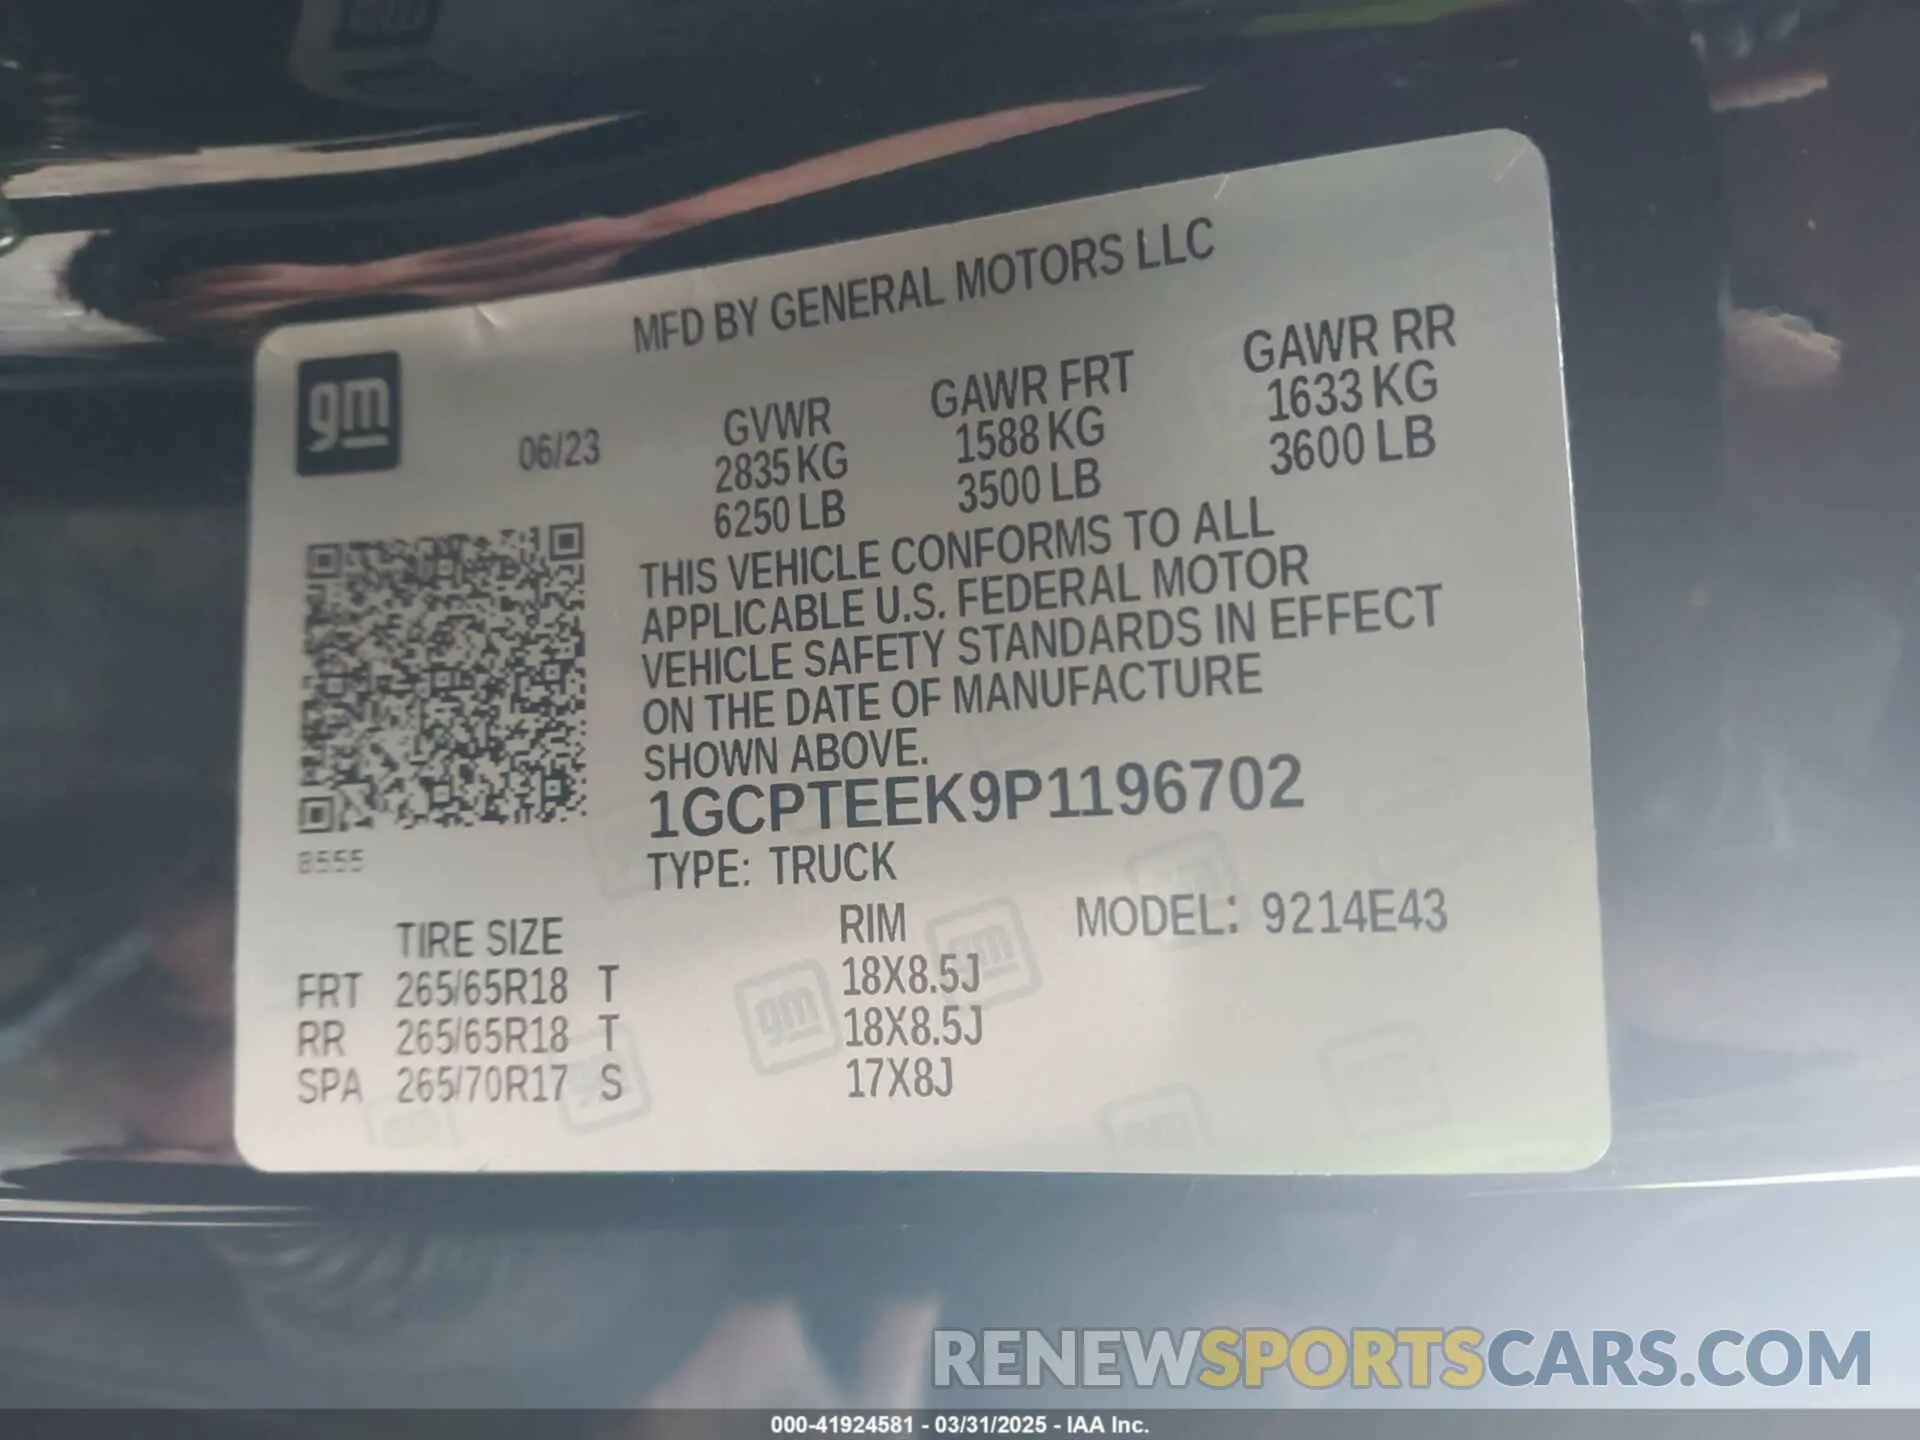 MFD BY GENERAL MOTORS LLC
gm
06/23
GVWR
2835 KG
6250 LB
GAWR FRT
1588 KG
3500 LB
GAWR RR
1633 KG
3600 LB
THIS VEHICLE CONFORMS TO ALL
APPLICABLE U.S. FEDERAL MOTOR
VEHICLE SAFETY STANDARDS IN EFFECT
ON THE DATE OF MANUFACTURE
SHOWN ABOVE.
1GCPTEEK9P1196702
TYPE: TRUCK
8555
TIRE SIZE RIM MODEL: 9214E43
FRT 265/65R18 T 18X8.5J
RR 265/65R18 T 18X8.5J
SPA 265/70R17 S 17X8J
gm
gm
RENEWSPORTSCARS.COM
000-41924581 - 03/31/2025 - IAA Inc.